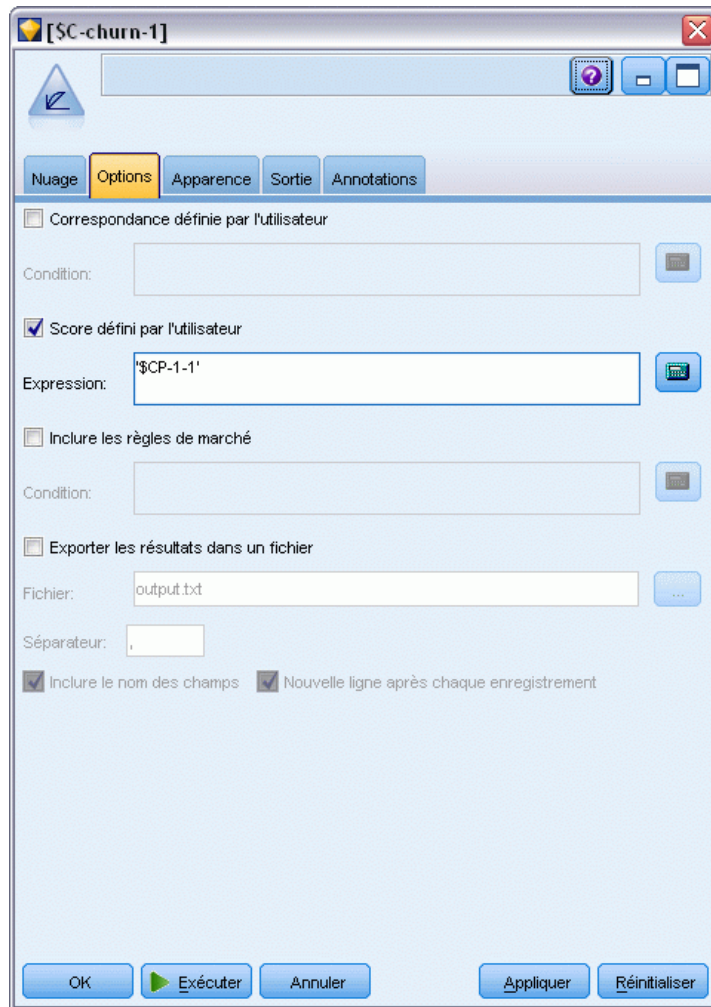 [$C-churn-1]
Nuage Options Apparence Sortie Annotations
Correspondance définie par l'utilisateur
Condition:
Score défini par l'utilisateur
Expression: '$CP-1-1'
Inclure les règles de marché
Condition:
Exporter les résultats dans un fichier
Fichier: output.txt ...
Séparateur: ,
Inclure le nom des champs Nouvelle ligne après chaque enregistrement
OK Exécuter Annuler Appliquer Réinitialiser